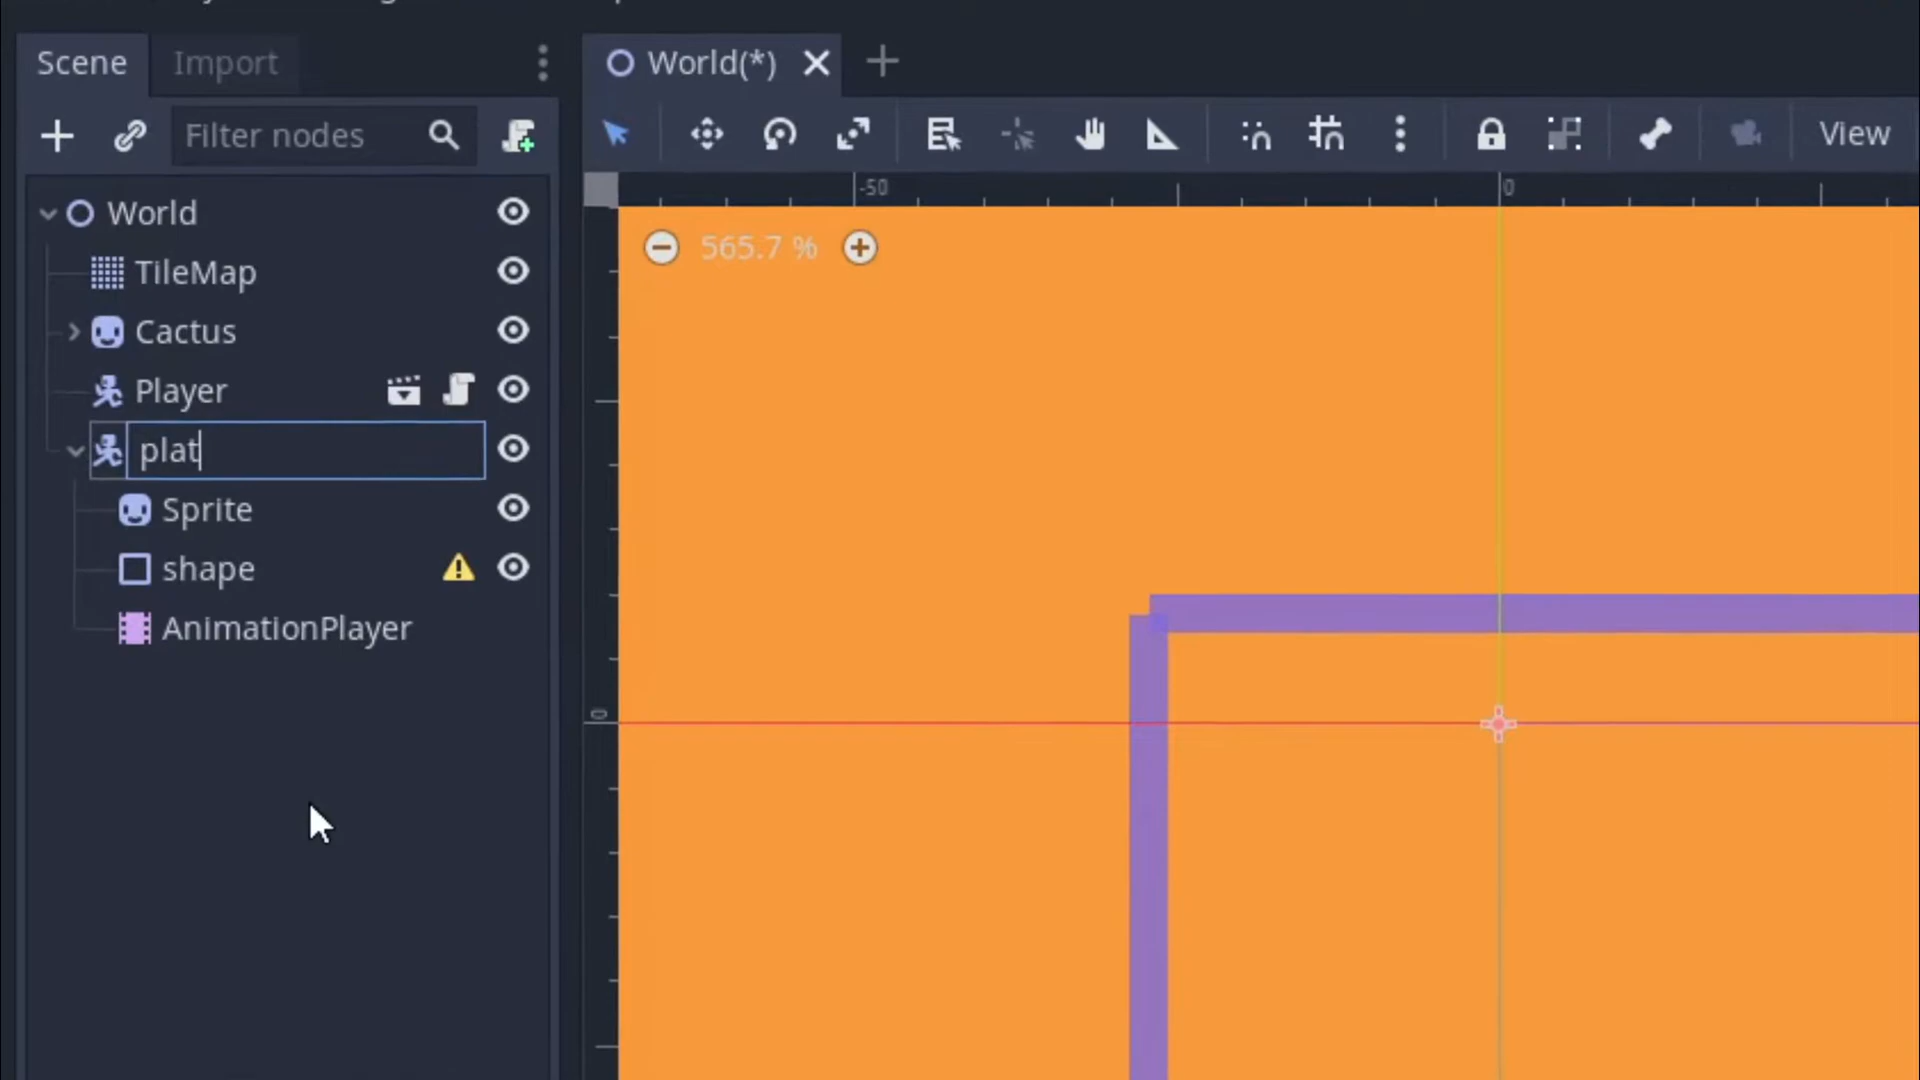 Scene Import
World(*)
Filter nodes
View
-50 0
565.7 %
World
TileMap
Cactus
Player
plat
Sprite
shape
AnimationPlayer
0